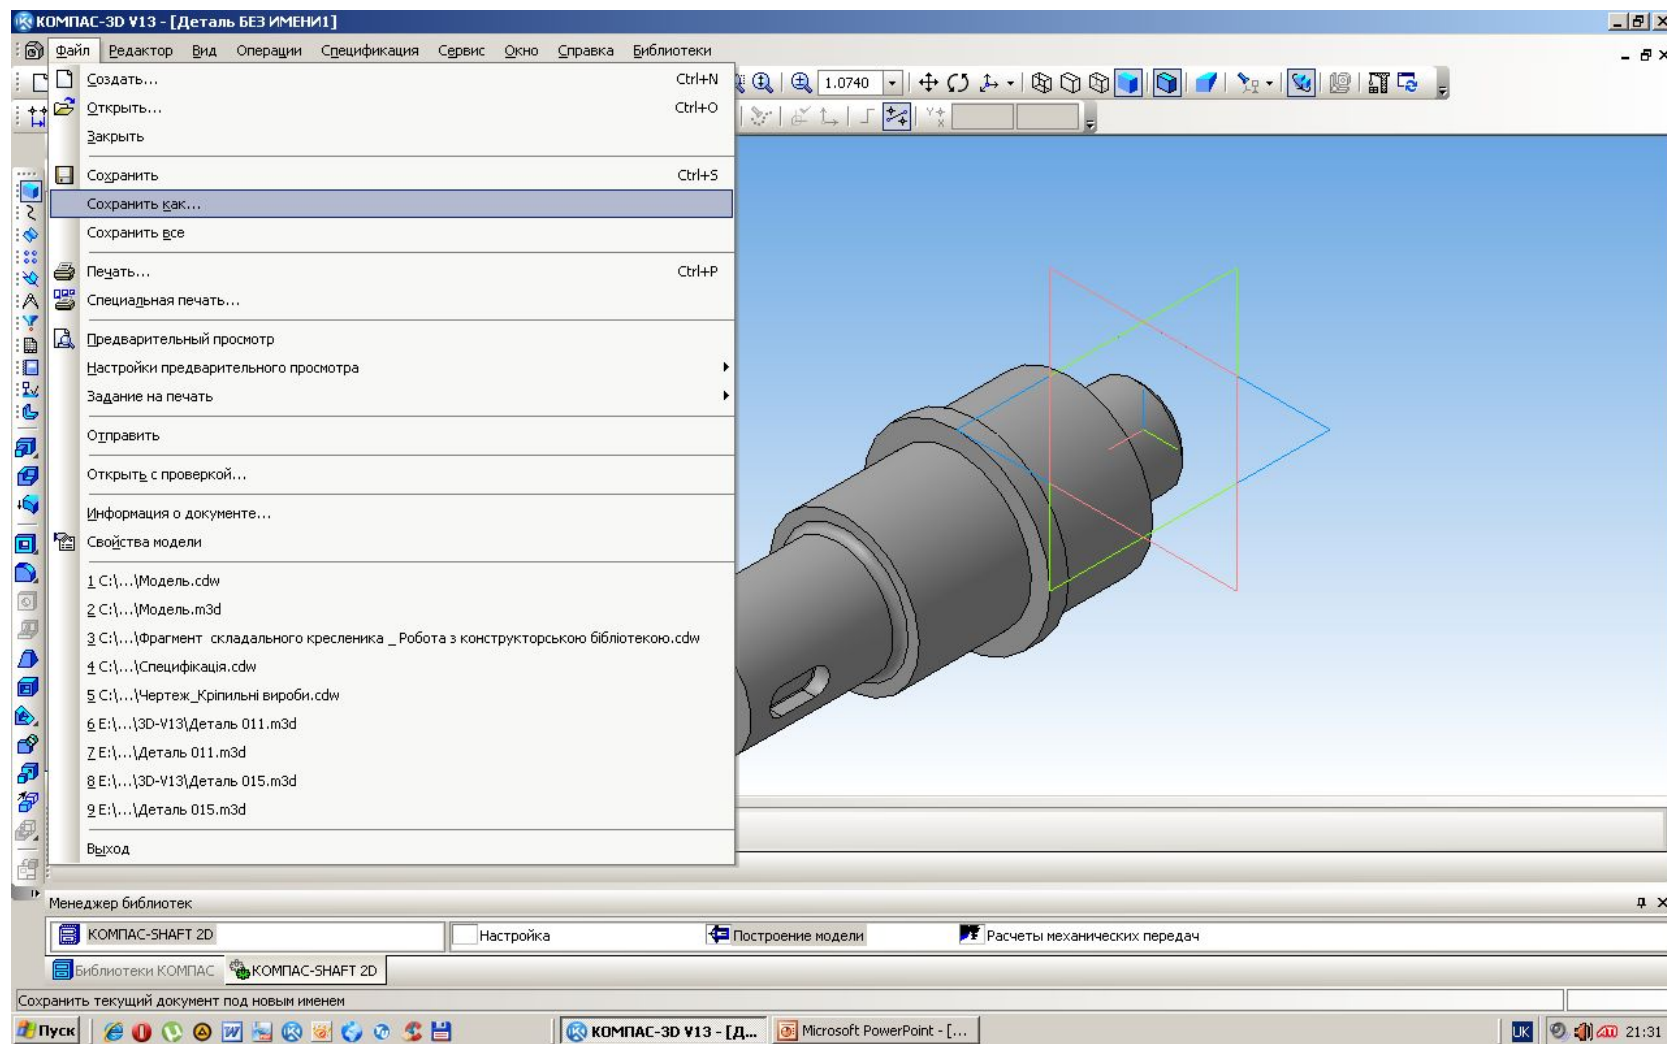 КОМПАС-3D V13 - [Деталь БЕЗ ИМЕНИ1]
Файл Редактор Вид Операции Спецификация Сервис Окно Справка Библиотеки
Создать... Ctrl+N
1.0740
Открыть... Ctrl+O
Закрыть
Сохранить Ctrl+S
Сохранить как...
Сохранить все
Печать... Ctrl+P
Специальная печать...
Предварительный просмотр
Настройки предварительного просмотра
Задание на печать
Отправить
Открыть с проверкой...
Информация о документе...
Свойства модели
1 C:\...\Модель.cdw
2 C:\...\Модель.m3d
3 C:\...\Фрагмент складального кресленика _ Робота з конструкторською бібліотекою.cdw
4 C:\...\Специфікація.cdw
5 C:\...\Чертеж_Кріпильні вироби.cdw
6 E:\...\3D-V13\Деталь 011.m3d
7 E:\...\Деталь 011.m3d
8 E:\...\3D-V13\Деталь 015.m3d
9 E:\...\Деталь 015.m3d
Выход
Менеджер библиотек
КОМПАС-SHAFT 2D Настройка Построение модели Расчеты механических передач
Библиотеки КОМПАС КОМПАС-SHAFT 2D
Сохранить текущий документ под новым именем
Пуск КОМПАС-3D V13 - [Д... Microsoft PowerPoint - [... UK 21:31